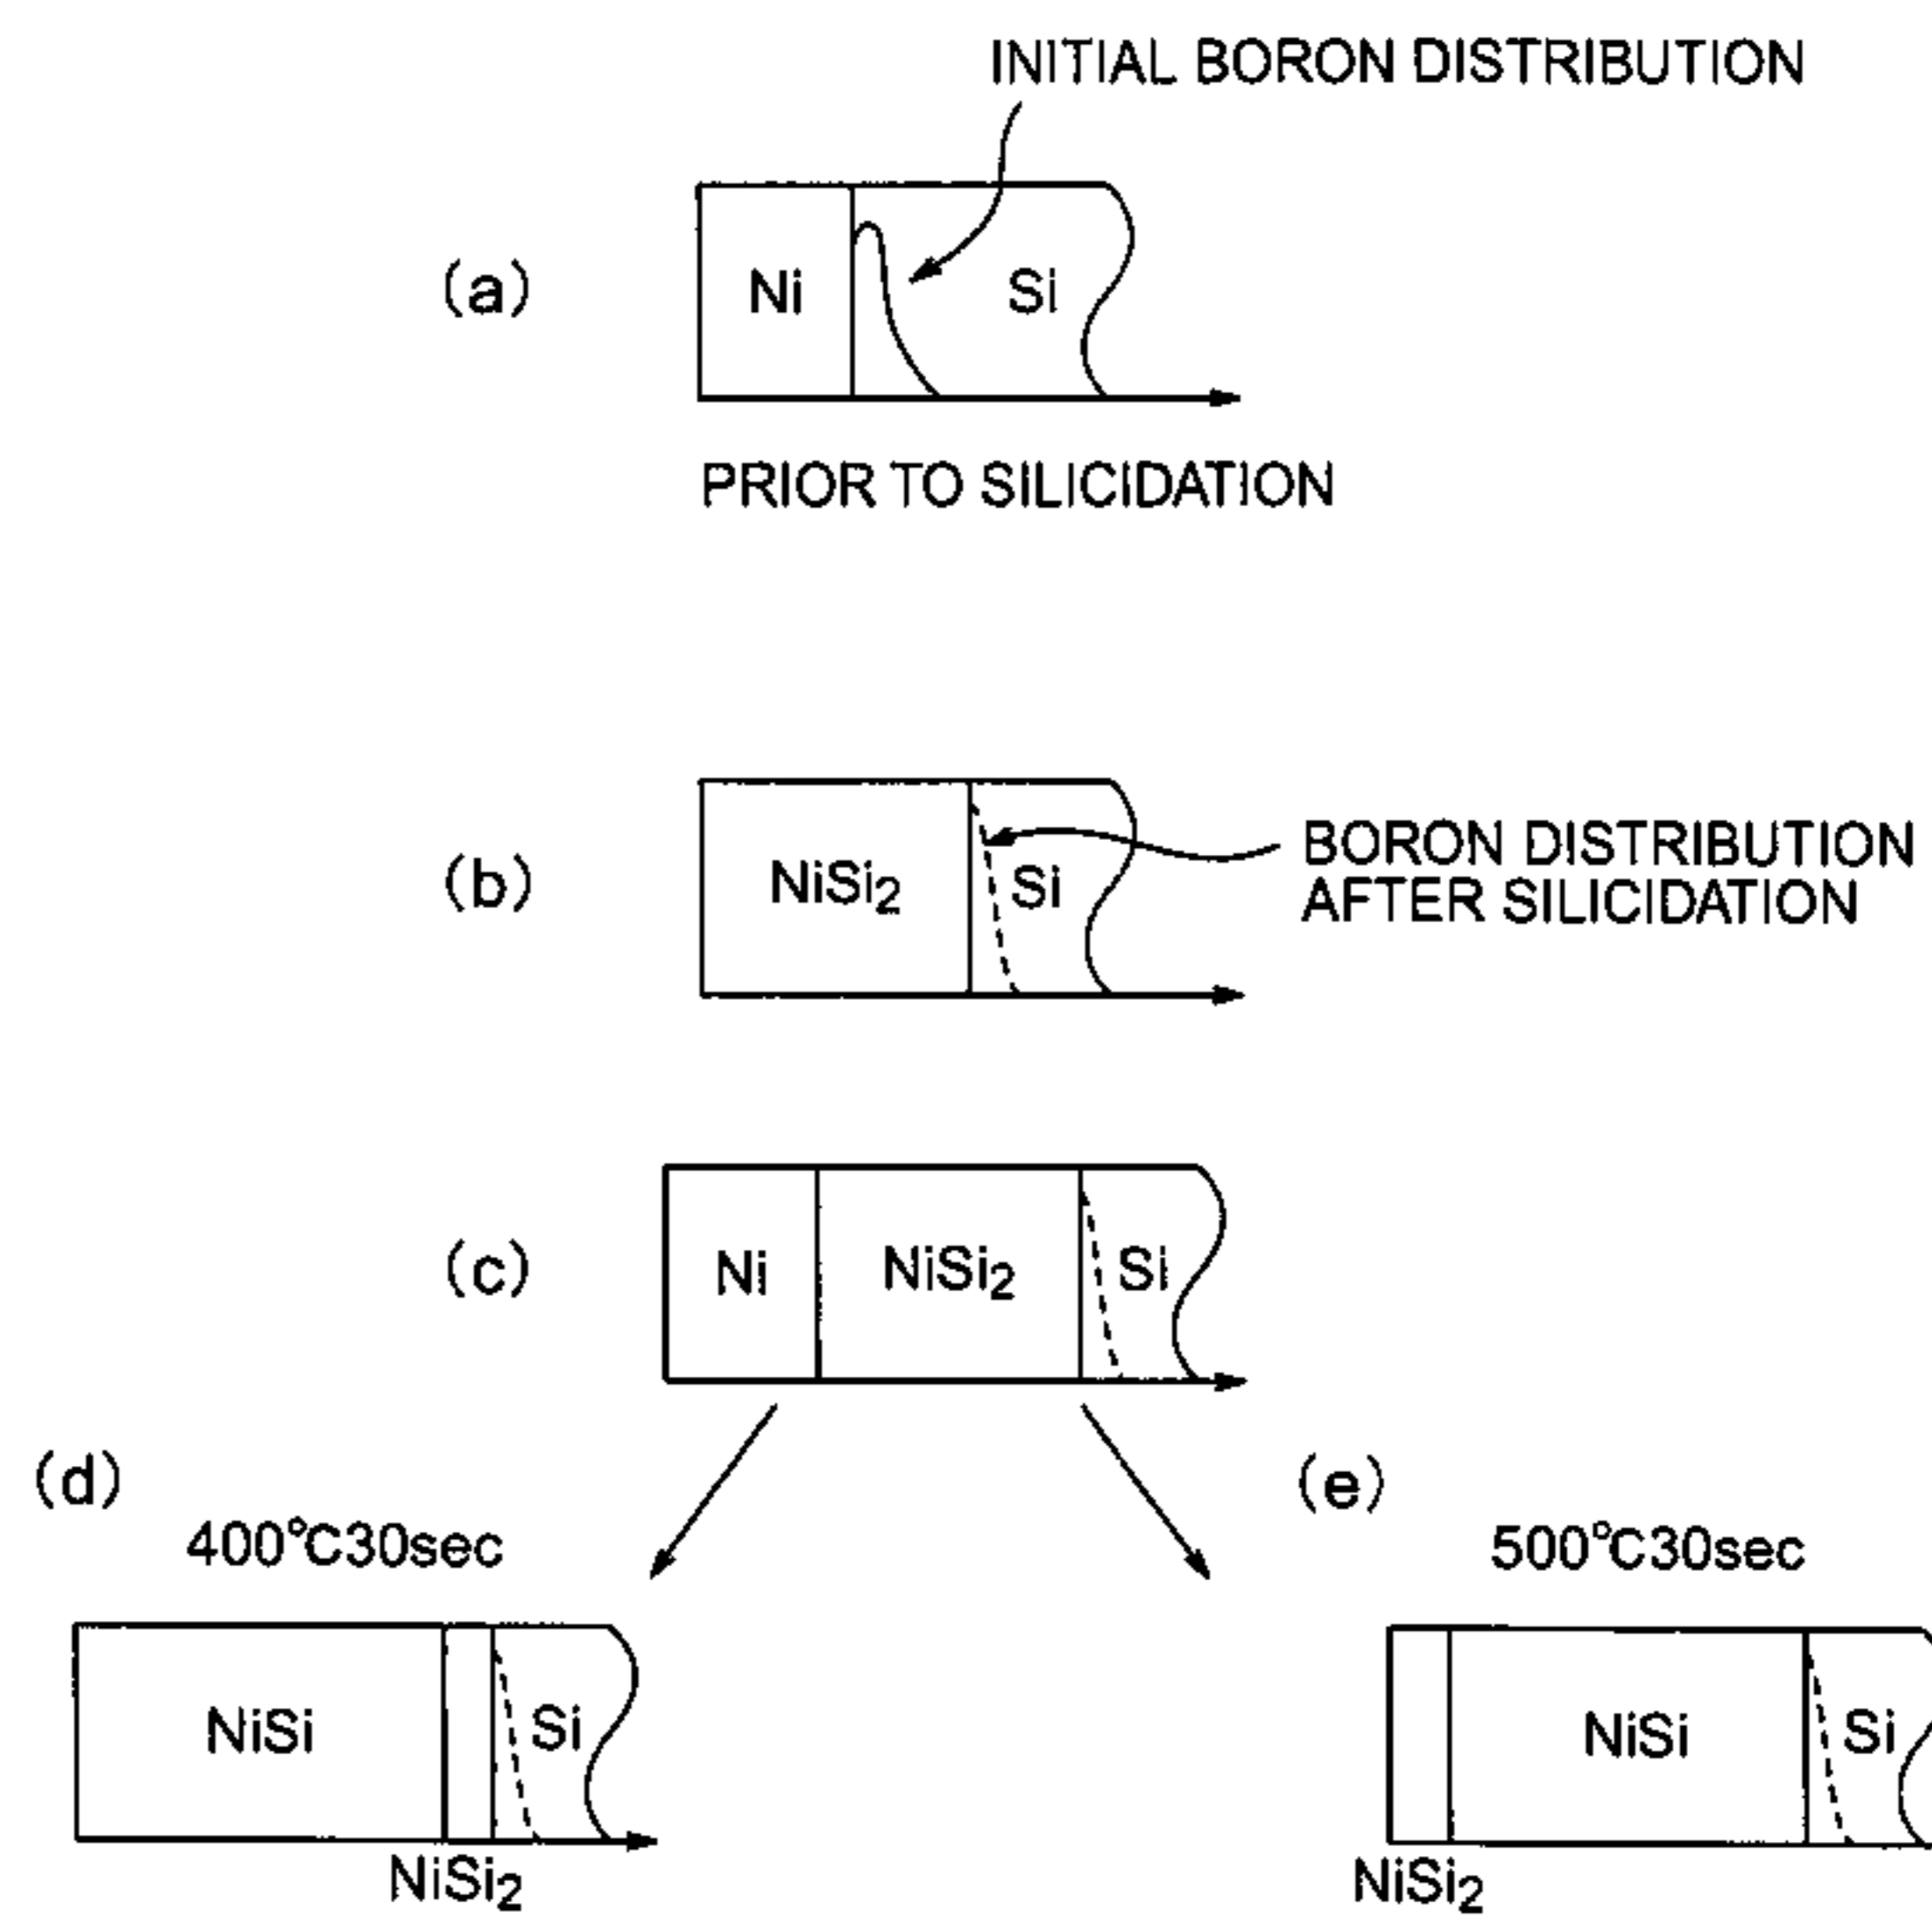 INITIAL BORON DISTRIBUTION
(a)
Ni
Si
PRIOR TO SILICIDATION
(b)
NiSi2
Si
BORON DISTRIBUTION
AFTER SILICIDATION
(c)
Ni
NiSi2
Si
(d)
400℃30sec
NiSi
Si
NiSi2
(e)
500℃30sec
NiSi
Si
NiSi2